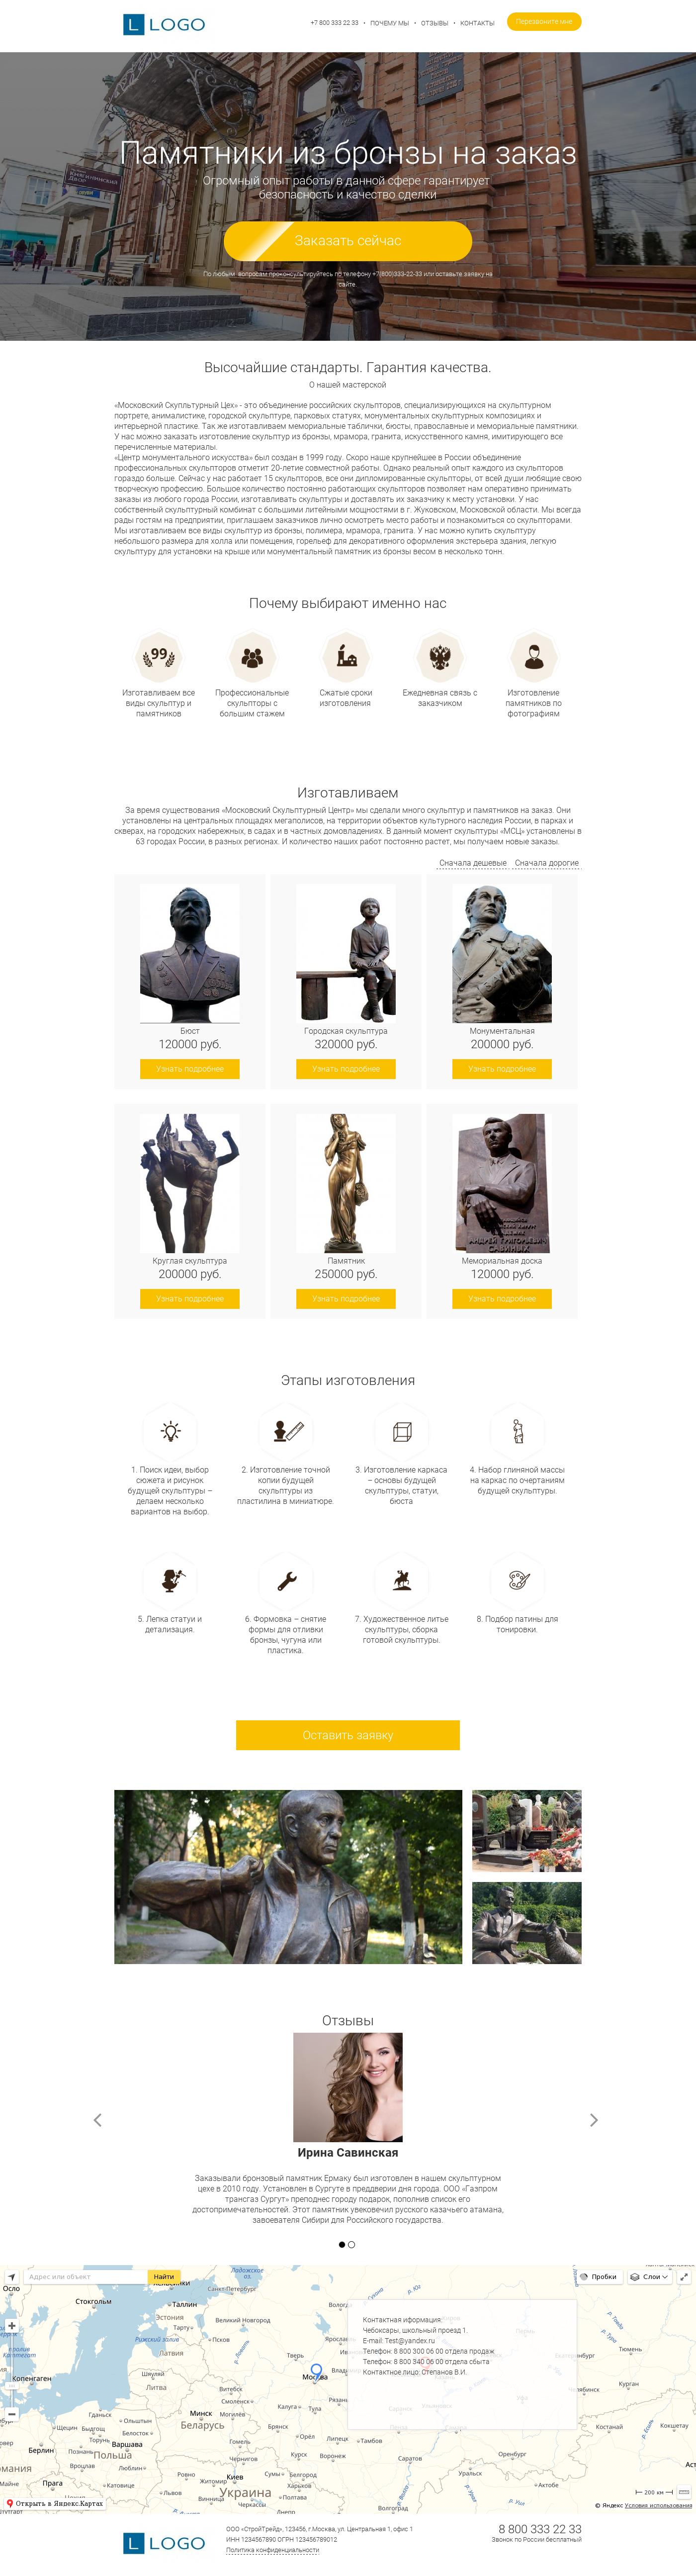 L LOGO
+7 800 333 22 33 • ПОЧЕМУ МЫ • ОТЗЫВЫ • КОНТАКТЫ
Перезвоните мне
Памятники из бронзы на заказ
Огромный опыт работы в данной сфере гарантирует
безопасность и качество сделки
Заказать сейчас
По любым вопросам проконсультируйтесь по телефону +7(800)333-22-33 или оставьте заявку на
сайте
Высочайшие стандарты. Гарантия качества.
О нашей мастерской
«Московский Скупльтурный Цех» - это объединение российских скульпторов, специализирующихся на скульптурном
портрете, анималистике, городской скульптуре, парковых статуях, монументальных скульптурных композициях и
интерьерной пластике. Так же изготавливаем мемориальные таблички, бюсты, православные и мемориальные памятники.
У нас можно заказать изготовление скульптур из бронзы, мрамора, гранита, искусственного камня, имитирующего все
перечисленные материалы.
«Центр монументального искусства» был создан в 1999 году. Скоро наше крупнейшее в России объединение
профессиональных скульпторов отметит 20-летие совместной работы. Однако реальный опыт каждого из скульпторов
гораздо больше. Сейчас у нас работает 15 скульпторов, все они дипломированные скульпторы, от всей души любящие свою
творческую профессию. Большое количество постоянно работающих скульпторов позволяет нам оперативно принимать
заказы из любого города России, изготавливать скульптуры и доставлять их заказчику к месту установки. У нас
собственный скульптурный комбинат с большими литейными мощностями в г. Жуковском, Московской области. Мы всегда
рады гостям на предприятии, приглашаем заказчиков лично осмотреть место работы и познакомиться со скульпторами.
Мы изготавливаем все виды скульптур из бронзы, полимера, мрамора, гранита. У нас можно купить скульптуру
небольшого размера для холла или помещения, горельеф для декоративного оформления экстерьера здания, легкую
скульптуру для установки на крыше или монументальный памятник из бронзы весом в несколько тонн.
Почему выбирают именно нас
99
Изготавливаем все
виды скульптур и
памятников
Профессиональные
скульпторы с
большим стажем
Сжатые сроки
изготовления
Ежедневная связь с
заказчиком
Изготовление
памятников по
фотографиям
Изготавливаем
За время существования «Московский Скульптурный Центр» мы сделали много скульптур и памятников на заказ. Они
установлены на центральных площадях мегаполисов, на территории объектов культурного наследия России, в парках и
скверах, на городских набережных, в садах и в частных домовладениях. В данный момент скульптуры «МСЦ» установлены в
63 городах России, в разных регионах. И количество наших работ постоянно растет, мы получаем новые заказы.
Сначала дешевые Сначала дорогие
Бюст
120000 руб.
Узнать подробнее
Городская скульптура
320000 руб.
Узнать подробнее
Монументальная
200000 руб.
Узнать подробнее
Круглая скульптура
200000 руб.
Узнать подробнее
Памятник
250000 руб.
Узнать подробнее
АНДРЕЙ ГРИГОРЬЕВИЧ
САВИНЫХ
Мемориальная доска
120000 руб.
Узнать подробнее
Этапы изготовления
1. Поиск идеи, выбор
сюжета и рисунок
будущей скульптуры –
делаем несколько
вариантов на выбор.
2. Изготовление точной
копии будущей
скульптуры из
пластилина в миниатюре.
3. Изготовление каркаса
– основы будущей
скульптуры, статуи,
бюста
4. Набор глиняной массы
на каркас по очертаниям
будущей скульптуры.
5. Лепка статуи и
детализация.
6. Формовка – снятие
формы для отливки
бронзы, чугуна или
пластика.
7. Художественное литье
скульптуры, сборка
готовой скульптуры.
8. Подбор патины для
тонировки.
Оставить заявку
Отзывы
Ирина Савинская
Заказывали бронзовый памятник Ермаку был изготовлен в нашем скульптурном
цехе в 2010 году. Установлен в Сургуте в преддверии дня города. ООО «Газпром
трансгаз Сургут» преподнес городу подарок, пополнив список его
достопримечательностей. Этот памятник увековечил русского казачьего атамана,
завоевателя Сибири для Российского государства.
Адрес или объект Найти
Пробки Слои
Осло
Стокгольм
Таллин
Санкт-Петербург
Ладожское
оз.
Эстония
Тарту
Великий Новгород
Псков
Рижский залив
Латвия
Шяуляй
Литва
Копенгаген
Тверь
Москва
Витебск
Смоленск
Минск
Могилёв
Беларусь
Калуга
Тула
Рязань
Гданьск
Ольштын
Щецин
Быдгощ
Белосток
Торунь
Варшава
Берлин
Познань
Польша
Гомель
Брянск
Орёл
Липецк
Тамбов
Вроцлав
Люблин
Ровно
Чернигов
Курск
Воронеж
Саратов
Прага
Катовице
Львов
Житомир
Киев
Сумы
Белгород
Харьков
Винница
Украина
Полтава
Черкассы
Днепр
Волгоград
Оренбург
Уральск
Актобе
Костанай
Кокшетау
Курган
Тюмень
Контактная иформация:
Чебоксары, школьный проезд 1.
E-mail: Test@yandex.ru
Телефон: 8 800 300 06 00 отдела продаж
Телефон: 8 800 340 06 00 отдела сбыта
Контактное лицо: Степанов В.И.
200 км
Открыть в Яндекс.Картах
© Яндекс Условия использования
L LOGO
ООО «СтройТрейд», 123456, г.Москва, ул. Центральная 1, офис 1
ИНН 1234567890 ОГРН 123456789012
Политика конфиденциальности
8 800 333 22 33
Звонок по России бесплатный